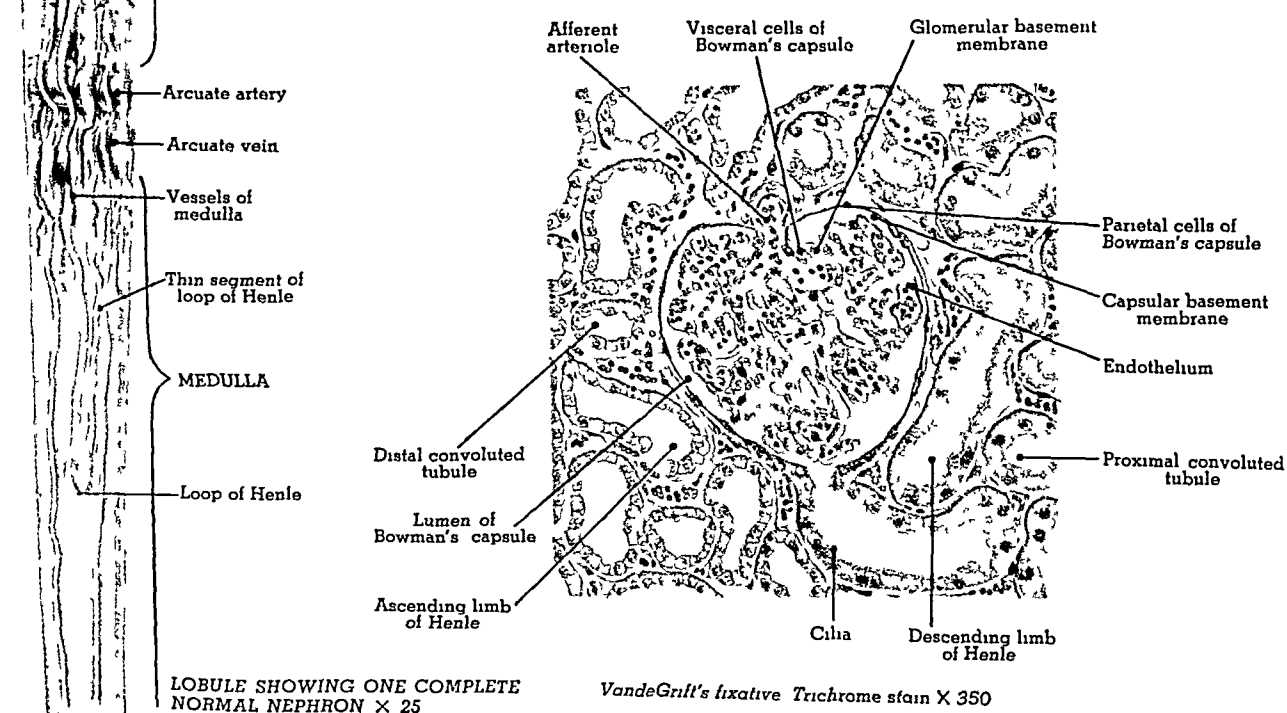 Arcuate artery
Arcuate vein
Vessels of
medulla
Thin segment of
loop of Henle
MEDULLA
Loop of Henle
LOBULE SHOWING ONE COMPLETE
NORMAL NEPHRON X 25
Afferent
arteriole
Visceral cells of
Bowman's capsule
Glomerular basement
membrane
Parietal cells of
Bowman's capsule
Capsular basement
membrane
Endothelium
Distal convoluted
tubule
Proximal convoluted
tubule
Lumen of
Bowman's capsule
Ascending limb
of Henle
Cilia
Descending limb
of Henle
VandeGrift's fixative Trichrome stain X 350